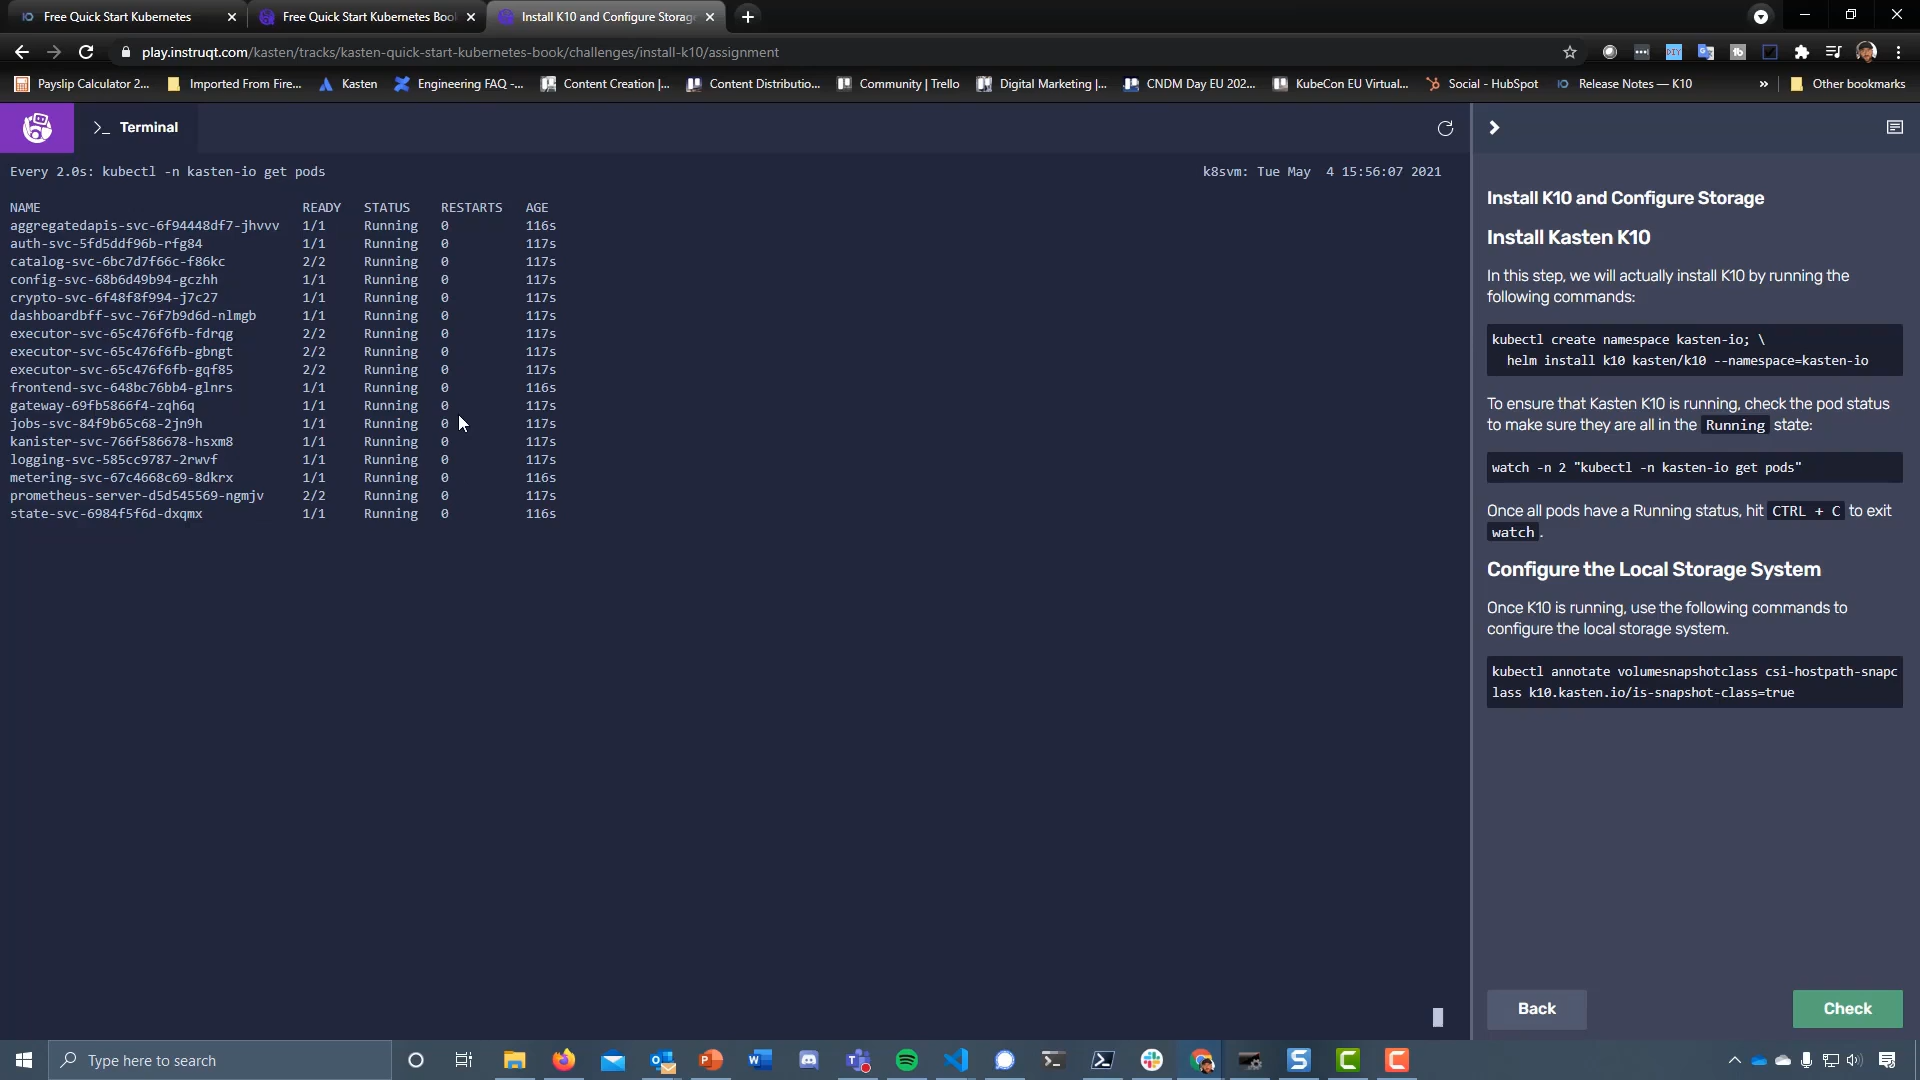 Free Quick Start Kubernetes
Free Quick Start Kubernetes Boo
Install K10 and Configure Storag
play.instruqt.com/kasten/tracks/kasten-quick-start-kubernetes-book/challenges/install-k10/assignment
Payslip Calculator 2...
Imported From Fire...
Kasten
Engineering FAQ -...
Content Creation |...
Content Distributio...
Community | Trello
Digital Marketing |...
CNDM Day EU 202...
KubeCon EU Virtual...
Social - HubSpot
Release Notes — K10
»
Other bookmarks
>_ Terminal
Every 2.0s: kubectl -n kasten-io get pods
k8svm: Tue May  4 15:56:07 2021
NAME READY STATUS RESTARTS AGE
aggregatedapis-svc-6f94448df7-jhvvv 1/1 Running 0 116s
auth-svc-5fd5ddf96b-rfg84 1/1 Running 0 117s
catalog-svc-6bc7d7f66c-f86kc 2/2 Running 0 117s
config-svc-68b6d49b94-gczhh 1/1 Running 0 117s
crypto-svc-6f48f8f994-j7c27 1/1 Running 0 117s
dashboardbff-svc-76f7b9d6d-nlmgb 1/1 Running 0 117s
executor-svc-65c476f6fb-fdrqg 2/2 Running 0 117s
executor-svc-65c476f6fb-gbngt 2/2 Running 0 117s
executor-svc-65c476f6fb-gqf85 2/2 Running 0 117s
frontend-svc-648bc76bb4-glnrs 1/1 Running 0 116s
gateway-69fb5866f4-zqh6q 1/1 Running 0 117s
jobs-svc-84f9b65c68-2jn9h 1/1 Running 0 117s
kanister-svc-766f586678-hsxm8 1/1 Running 0 117s
logging-svc-585cc9787-2rwvf 1/1 Running 0 117s
metering-svc-67c4668c69-8dkrx 1/1 Running 0 116s
prometheus-server-d5d545569-ngmjv 2/2 Running 0 117s
state-svc-6984f5f6d-dxqmx 1/1 Running 0 116s
Install K10 and Configure Storage
Install Kasten K10
In this step, we will actually install K10 by running the
following commands:
kubectl create namespace kasten-io; \
helm install k10 kasten/k10 --namespace=kasten-io
To ensure that Kasten K10 is running, check the pod status
to make sure they are all in the Running state:
watch -n 2 "kubectl -n kasten-io get pods"
Once all pods have a Running status, hit CTRL + C to exit
watch.
Configure the Local Storage System
Once K10 is running, use the following commands to
configure the local storage system.
kubectl annotate volumesnapshotclass csi-hostpath-snapc
lass k10.kasten.io/is-snapshot-class=true
Back
Check
Type here to search